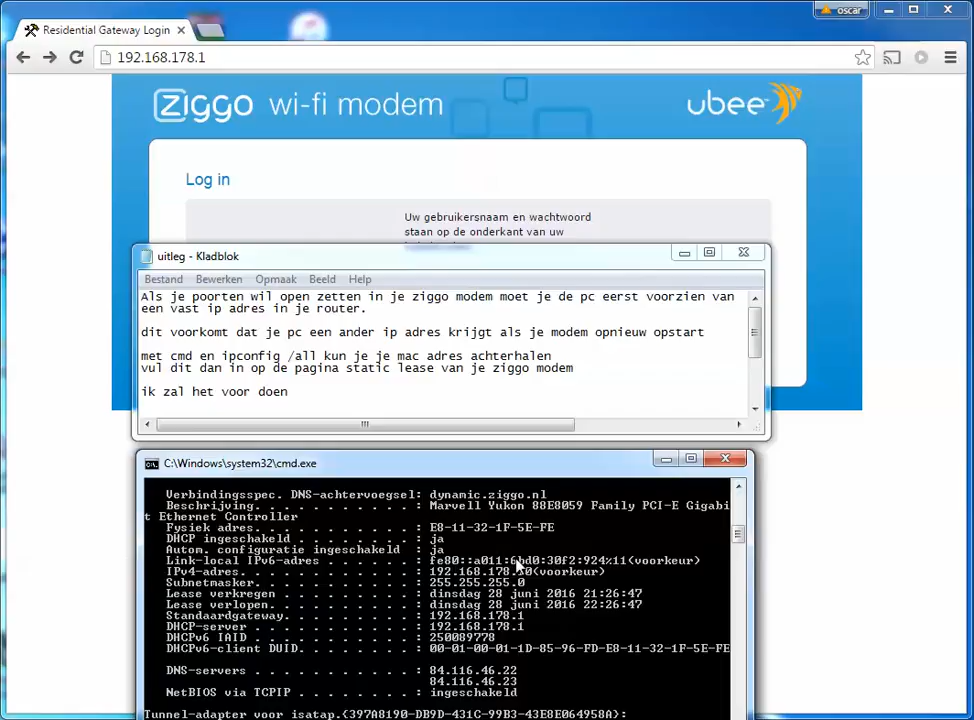 oscar
Residential Gateway Login
192.168.178.1
ziggo wi-fi modem
ubee
Log in
Uw gebruikersnaam en wachtwoord
staan op de onderkant van uw
uitleg - Kladblok
Bestand Bewerken Opmaak Beeld Help
Als je poorten wil open zetten in je ziggo modem moet je de pc eerst voorzien van
een vast ip adres in je router.
dit voorkomt dat je pc een ander ip adres krijgt als je modem opnieuw opstart
met cmd en ipconfig /all kun je je mac adres achterhalen
vul dit dan in op de pagina static lease van je ziggo modem
ik zal het voor doen
C:\Windows\system32\cmd.exe
Verbindingsspec. DNS-achtervoegsel: dynamic.ziggo.nl
Beschrijving. . . . . . . . . . . : Marvell Yukon 88E8059 Family PCI-E Gigabi
t Ethernet Controller
Fysiek adres. . . . . . . . . . . : E8-11-32-1F-5E-FE
DHCP ingeschakeld . . . . . . . . : ja
Autom. configuratie ingeschakeld . : ja
Link-local IPv6-adres . . . . . . : fe80::a011:6bd0:30f2:924%11(voorkeur)
IPv4-adres. . . . . . . . . . . . : (voorkeur)
Subnetmasker. . . . . . . . . . . : 255.255.255.0
Lease verkregen . . . . . . . . . : dinsdag 28 juni 2016 21:26:47
Lease verlopen. . . . . . . . . . : dinsdag 28 juni 2016 22:26:47
Standaardgateway. . . . . . . . . : 192.168.178.1
DHCP-server . . . . . . . . . . . : 192.168.178.1
DHCPv6 IAID . . . . . . . . . . . : 250089778
DHCPv6-client DUID. . . . . . . . : 00-01-00-01-1D-85-96-FD-E8-11-32-1F-5E-FE
DNS-servers . . . . . . . . . . . : 84.116.46.22
84.116.46.23
NetBIOS via TCPIP . . . . . . . . : ingeschakeld
Tunnel-adapter voor isatap.{397A8190-DB9D-431C-99B3-43E8E064958A}: